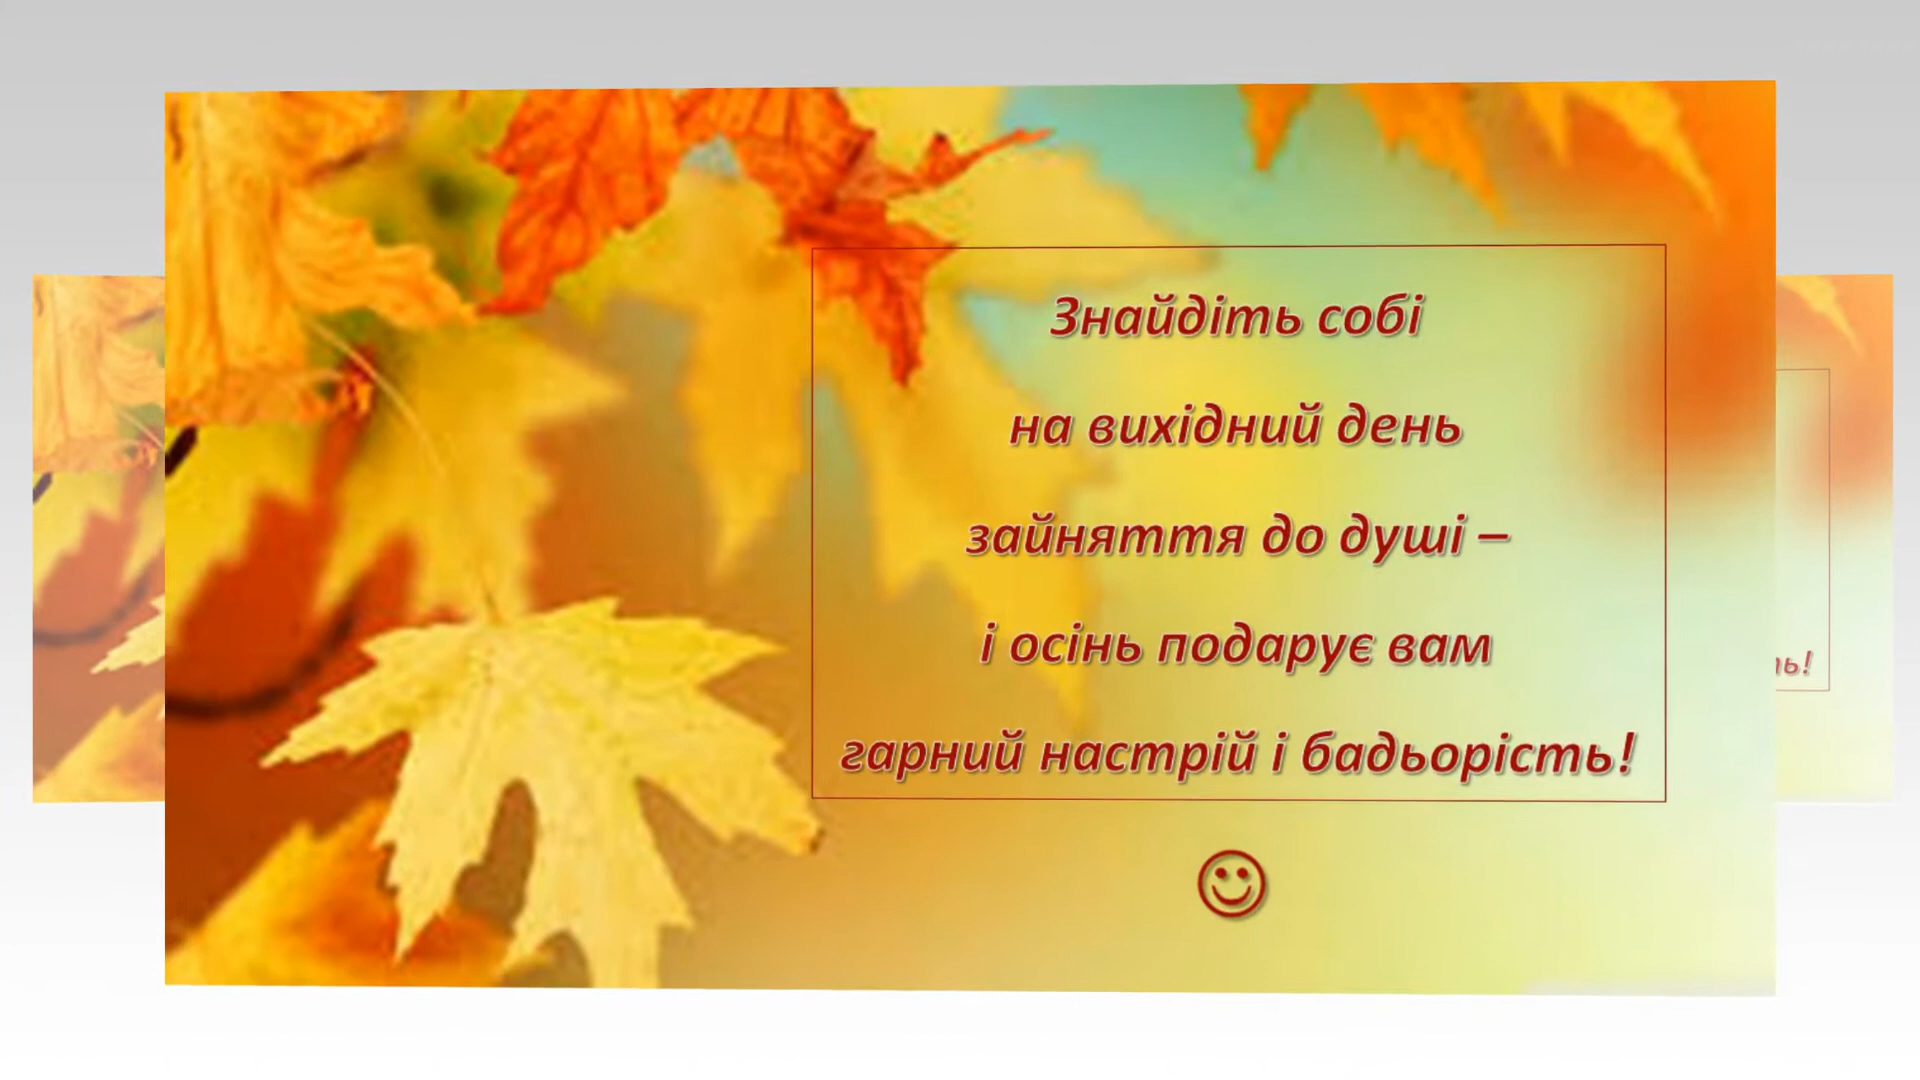 Знайдіть собі
на вихідний день
зайняття до душі –
і осінь подарує вам
гарний настрій і бадьорість!